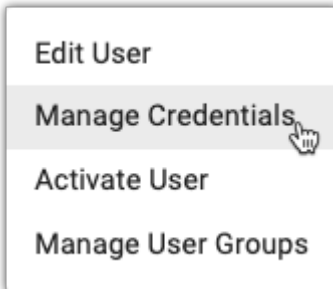 Edit User
Manage Credentials
Activate User
Manage User Groups